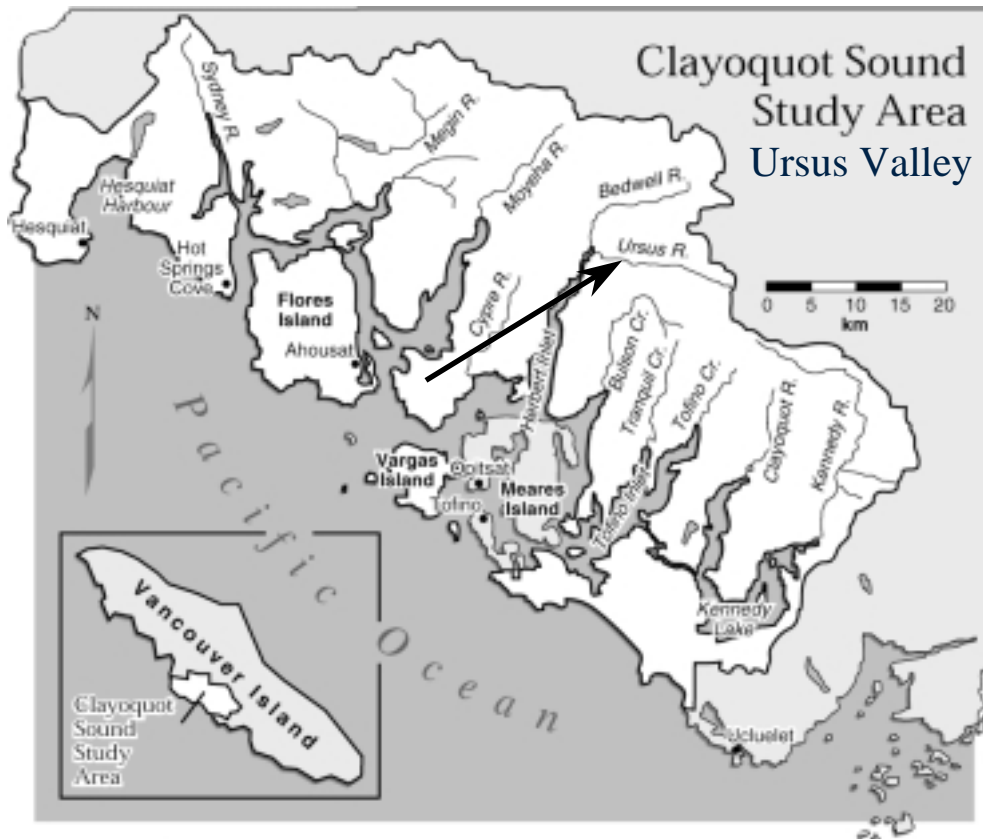 Clayoquot Sound
Study Area
Ursus Valley
Sydney R.
Megin R.
Moyeha R.
Bedwell R.
Ursus R.
Hesquiat
Harbour
Hesquiat
Hot
Springs
Cove
Flores
Island
Ahousat
Cypre R.
Herbert Inlet
Bulson Cr.
Tranquil Cr.
Tofino Cr.
Clayoquot R.
Kennedy R.
0 5 10 15 20
km
N
Vargas
Island
Opitsat
Meares
Island
Tofino
Tofino Inlet
Kennedy
Lake
Ucluelet
Pacific Ocean
Vancouver Island
Clayoquot
Sound
Study
Area